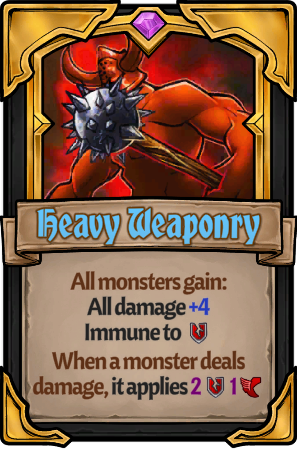 Heavy Weaponry
All monsters gain:
All damage +4
Immune to
When a monster deals
damage, it applies 2 1